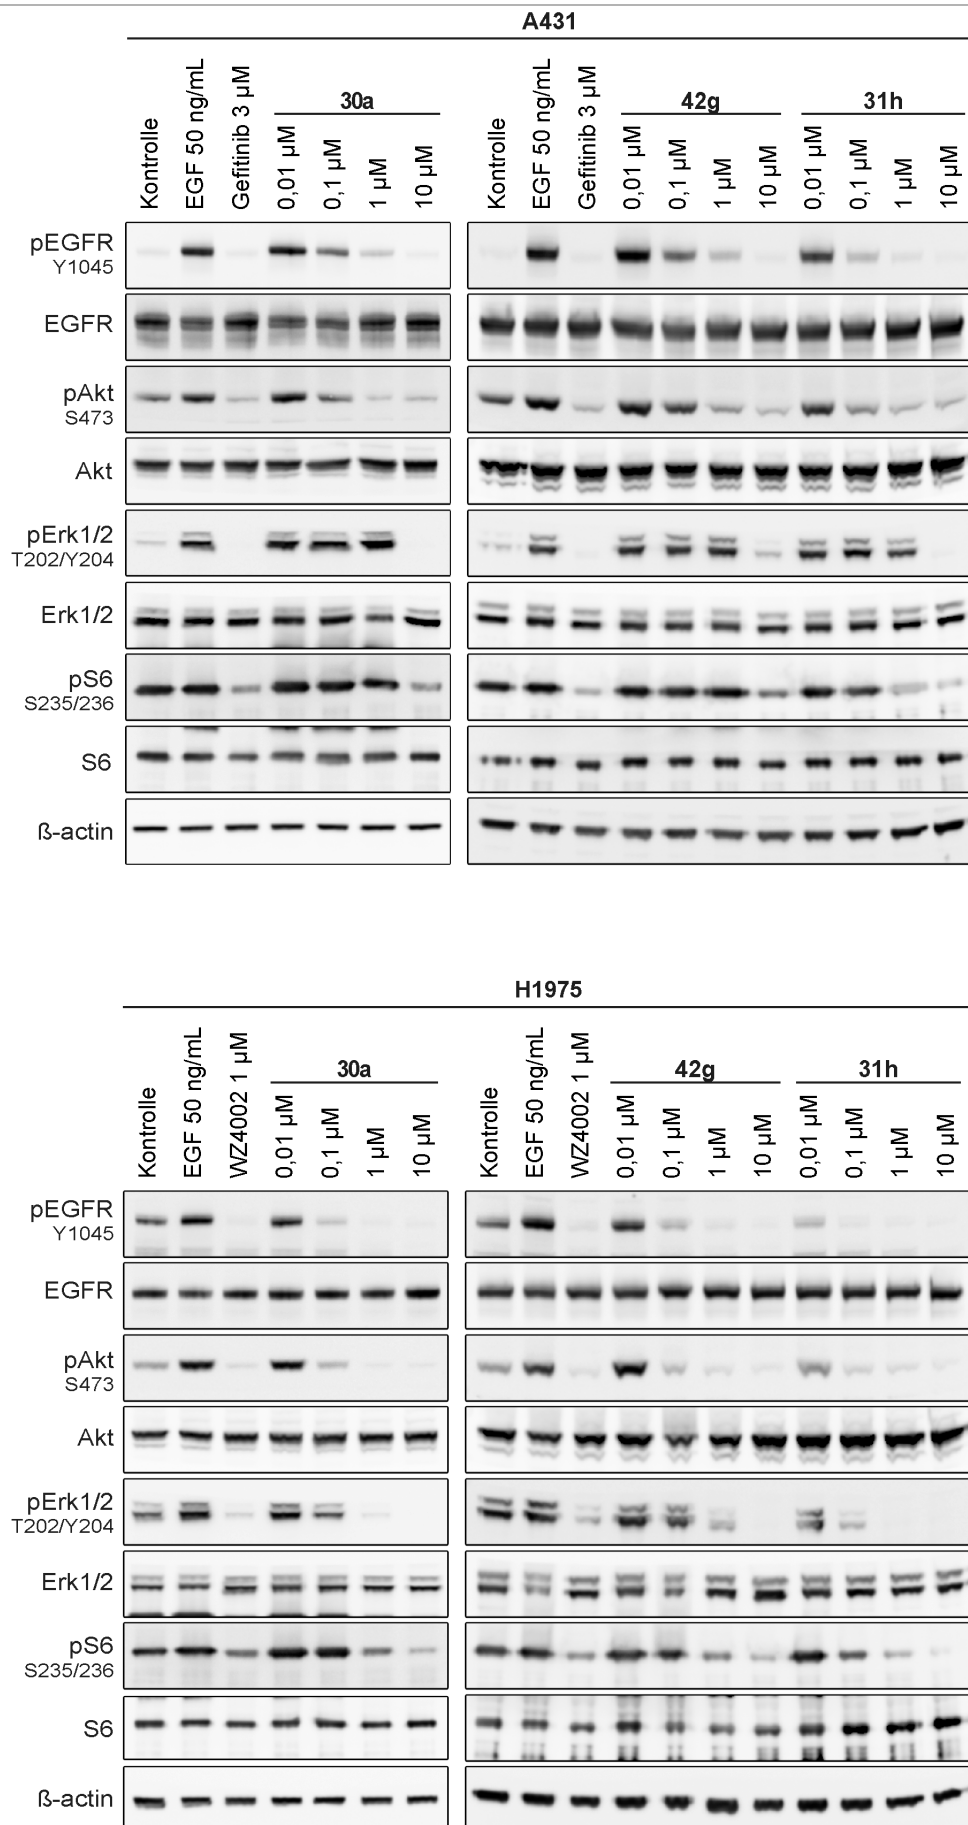 A431
Kontrolle
EGF 50 ng/mL
Gefitinib 3 µM
30a
0,01 µM
0,1 µM
1 µM
10 µM
Kontrolle
EGF 50 ng/mL
Gefitinib 3 µM
42g
0,01 µM
0,1 µM
1 µM
10 µM
31h
0,01 µM
0,1 µM
1 µM
10 µM
pEGFR
Y1045
EGFR
pAkt
S473
Akt
pErk1/2
T202/Y204
Erk1/2
pS6
S235/236
S6
ß-actin
H1975
Kontrolle
EGF 50 ng/mL
WZ4002 1 µM
30a
0,01 µM
0,1 µM
1 µM
10 µM
Kontrolle
EGF 50 ng/mL
WZ4002 1 µM
42g
0,01 µM
0,1 µM
1 µM
10 µM
31h
0,01 µM
0,1 µM
1 µM
10 µM
pEGFR
Y1045
EGFR
pAkt
S473
Akt
pErk1/2
T202/Y204
Erk1/2
pS6
S235/236
S6
ß-actin